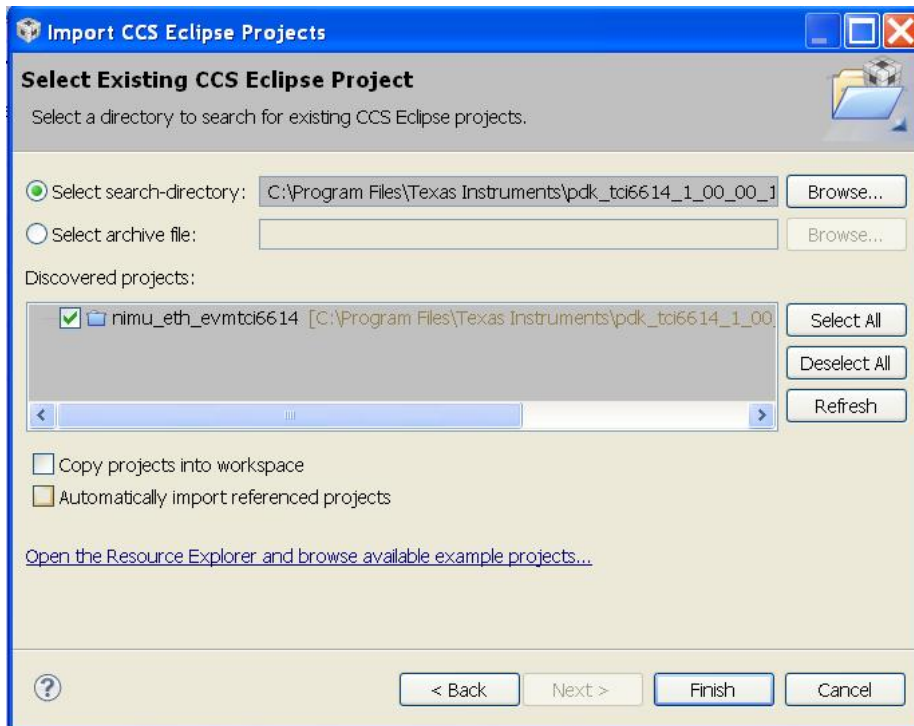 Import CCS Eclipse Projects
Select Existing CCS Eclipse Project
Select a directory to search for existing CCS Eclipse projects.
Select search-directory: C:\Program Files\Texas Instruments\pdk_tci6614_1_00_00_1 Browse...
Select archive file: Browse...
Discovered projects:
nimu_eth_evmtci6614 [C:\Program Files\Texas Instruments\pdk_tci6614_1_00_ Select All
Deselect All
Refresh
Copy projects into workspace
Automatically import referenced projects
Open the Resource Explorer and browse available example projects...
< Back Next > Finish Cancel